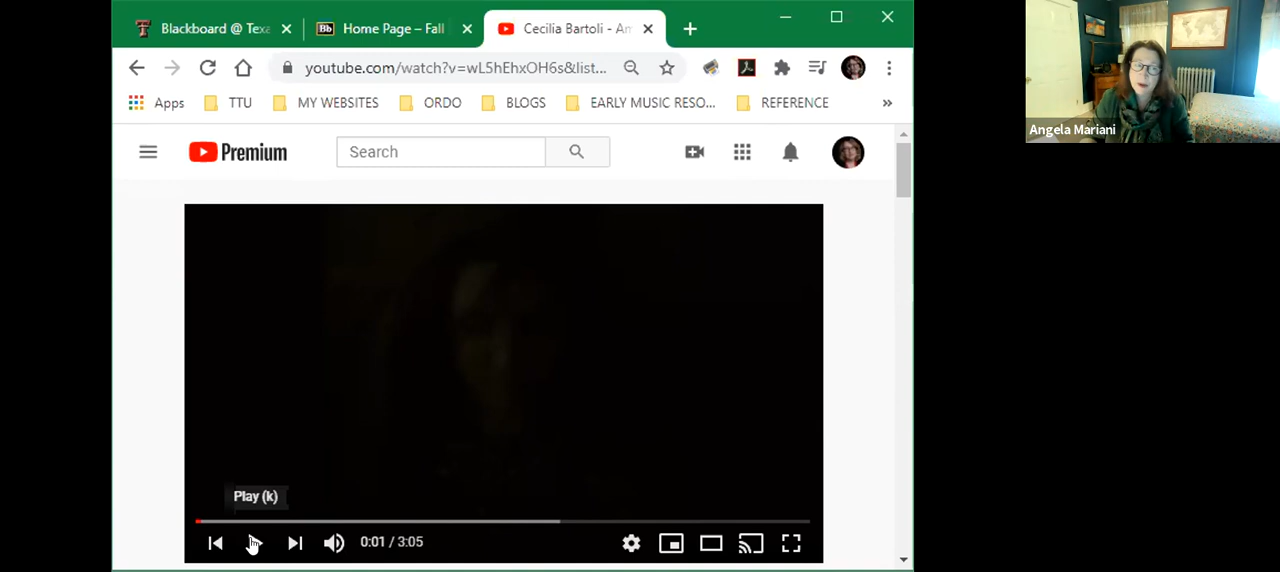 Blackboard @ Texa
Home Page – Fall
Cecilia Bartoli - Am
youtube.com/watch?v=wL5hEhxOH6s&list...
Apps
TTU
MY WEBSITES
ORDO
BLOGS
EARLY MUSIC RESO...
REFERENCE
»
Premium
Search
Play (k)
0:01 / 3:05
Angela Mariani